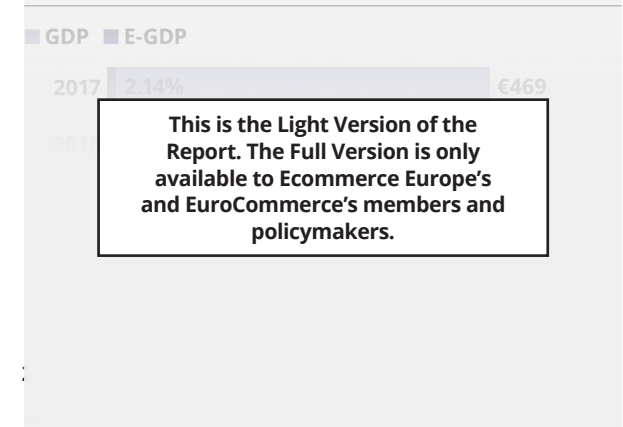 GDP E-GDP
2017 2,14% €469
This is the Light Version of the
Report. The Full Version is only
available to Ecommerce Europe’s
and EuroCommerce’s members and
policymakers.